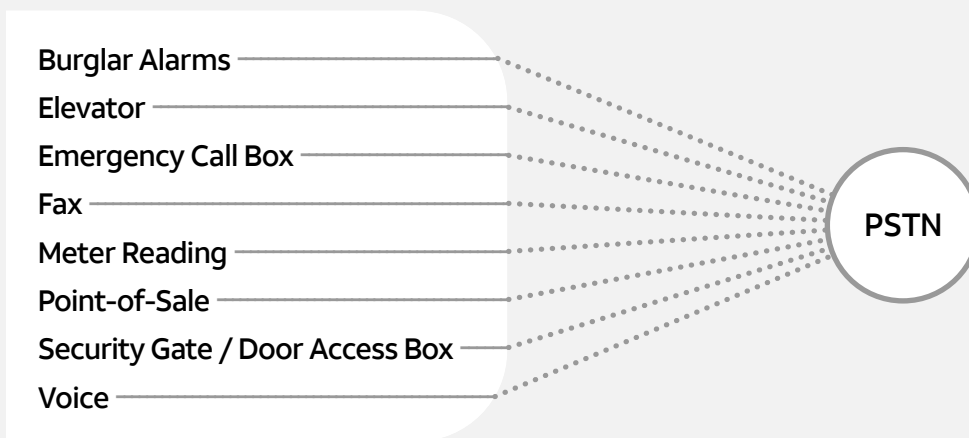 Burglar Alarms
Elevator
Emergency Call Box
Fax
Meter Reading
Point-of-Sale
Security Gate / Door Access Box
Voice
PSTN